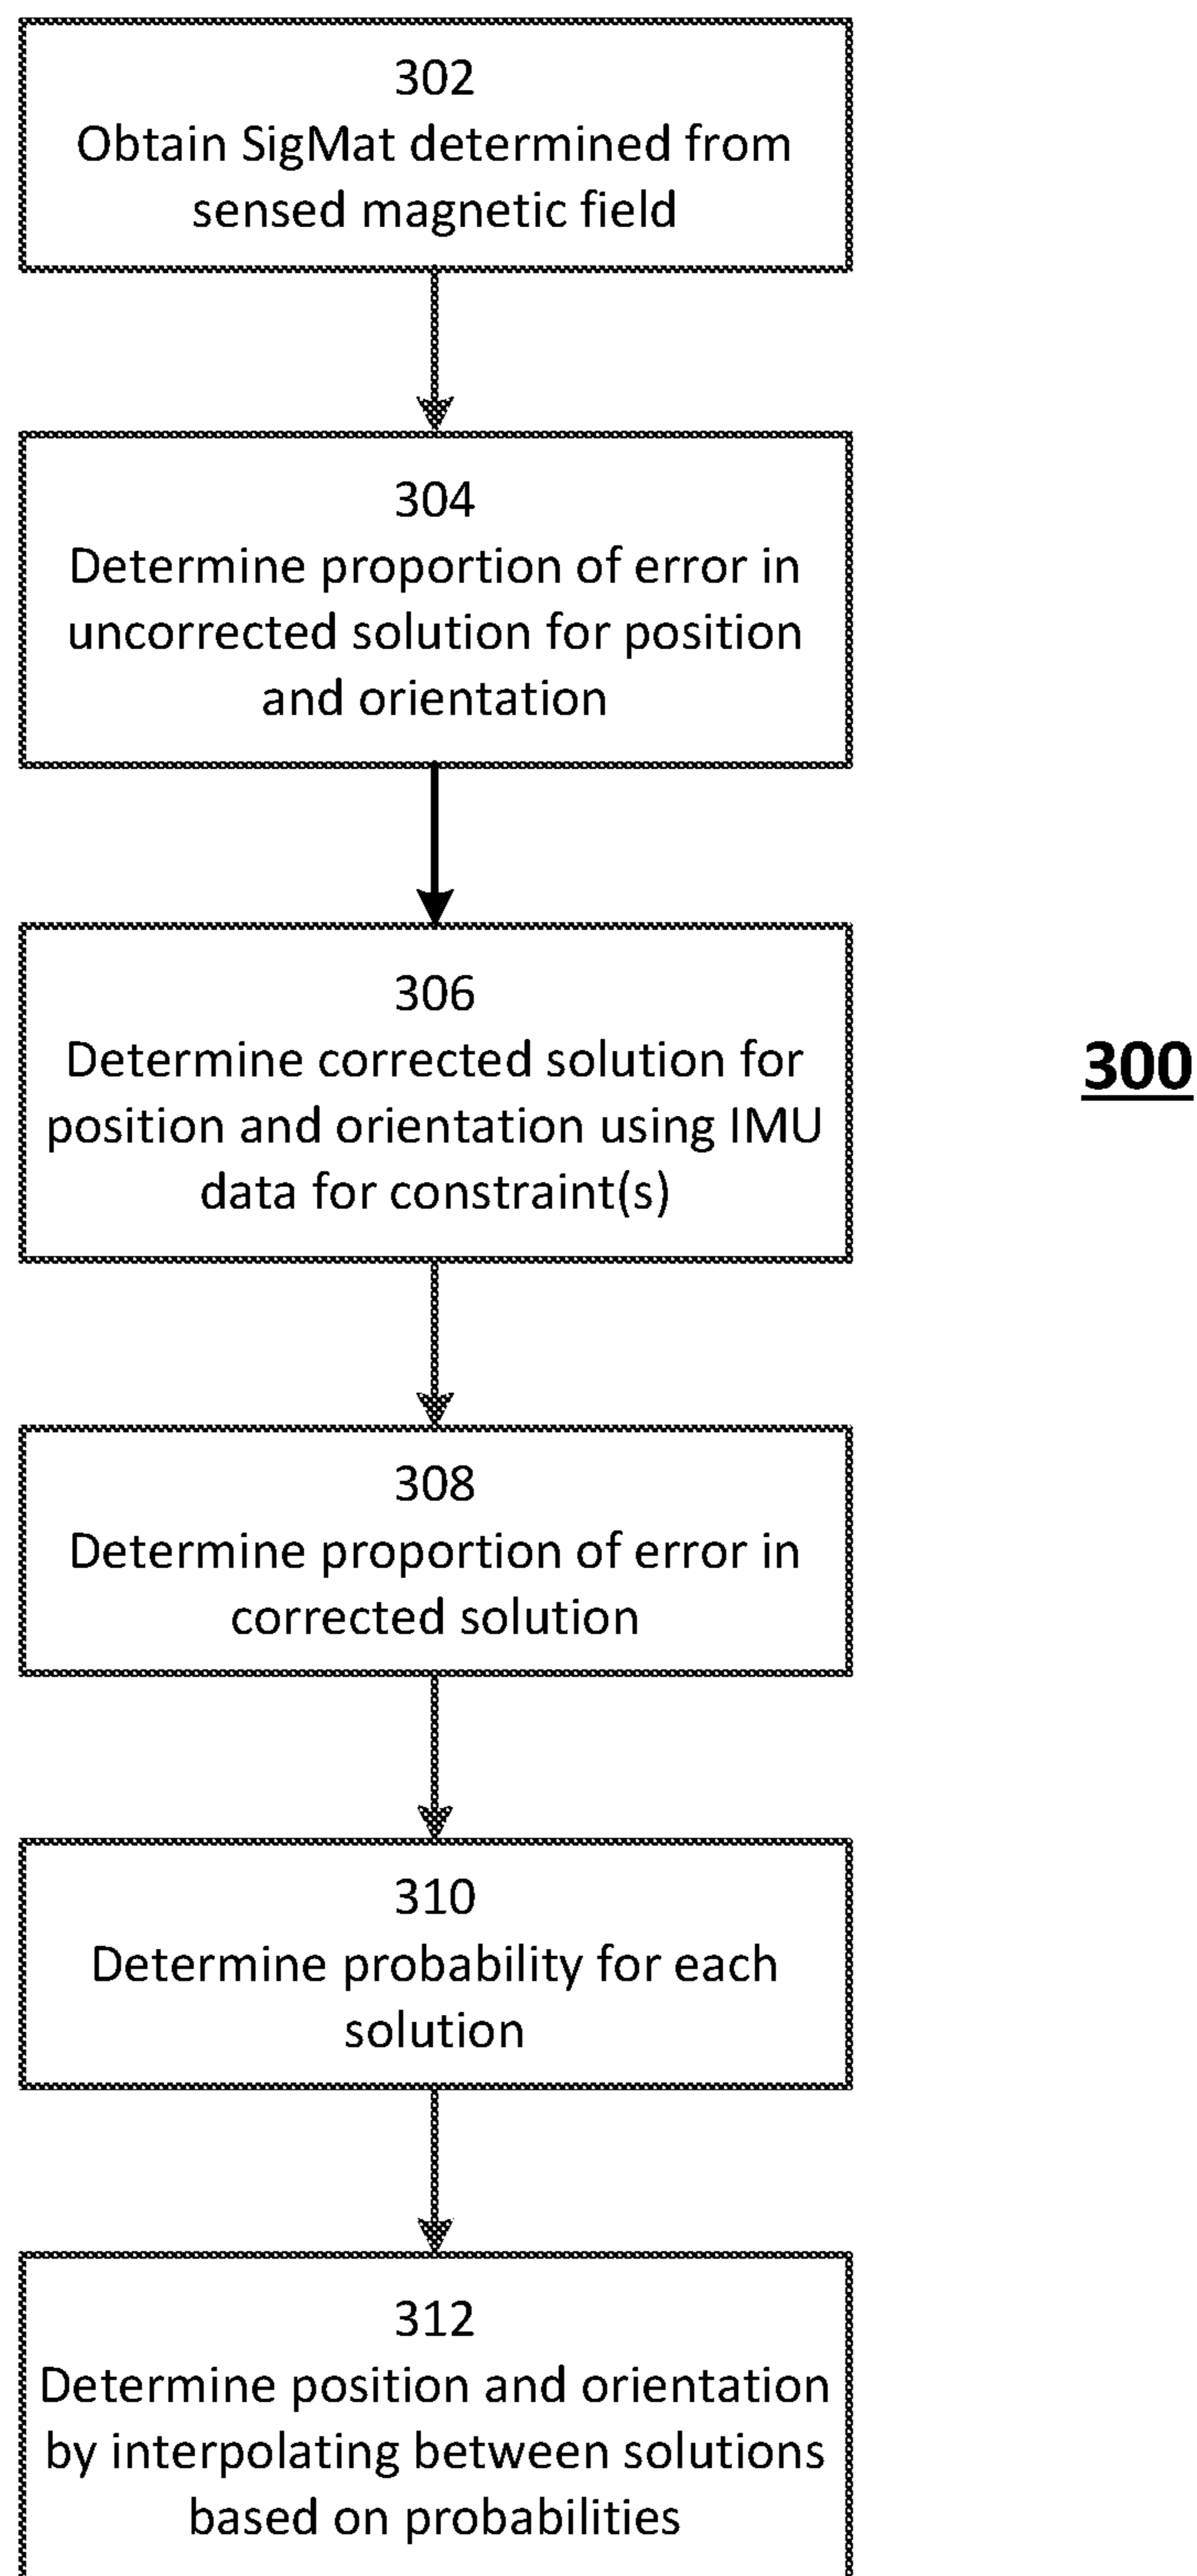 302
Obtain SigMat determined from
sensed magnetic field
304
Determine proportion of error in
uncorrected solution for position
and orientation
306
Determine corrected solution for
position and orientation using IMU
data for constraint(s)
300
308
Determine proportion of error in
corrected solution
310
Determine probability for each
solution
312
Determine position and orientation
by interpolating between solutions
based on probabilities